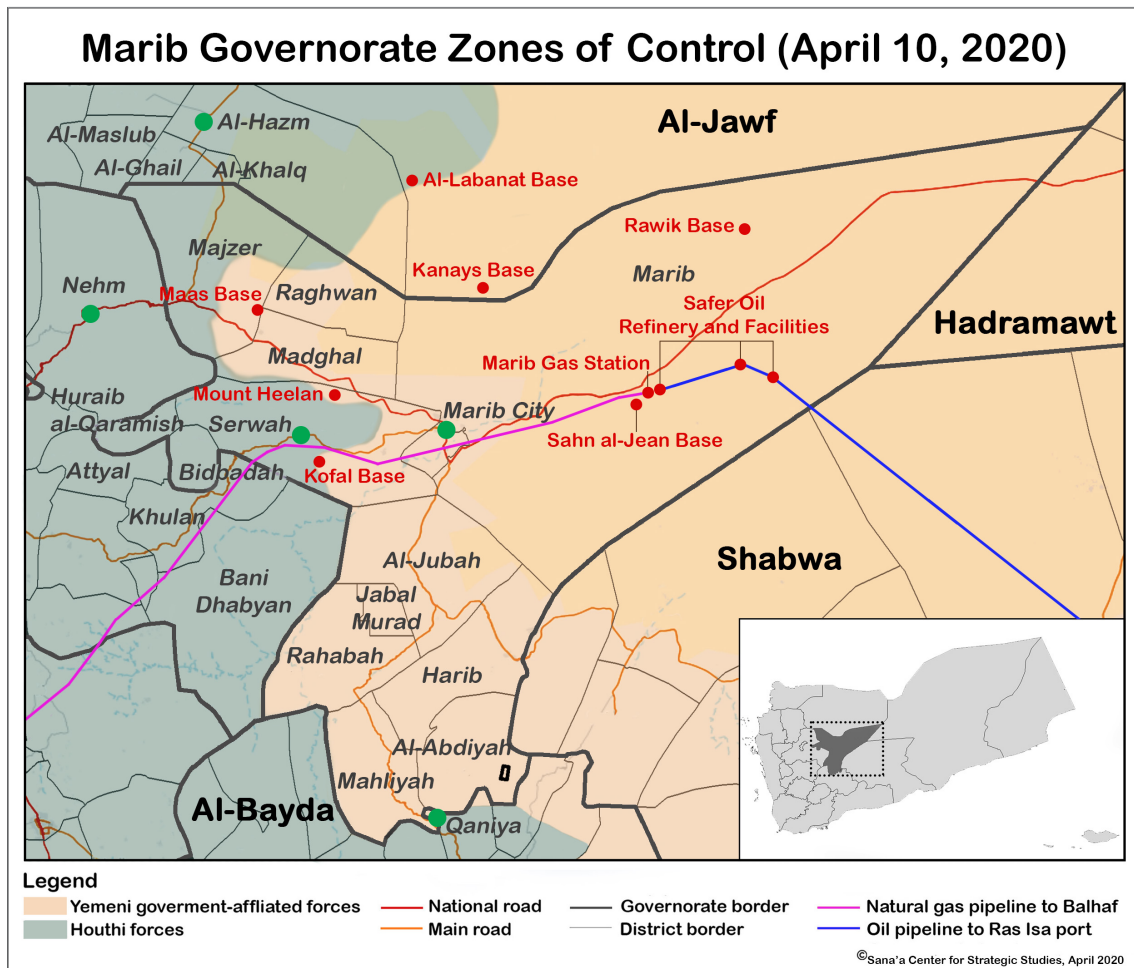 Marib Governorate Zones of Control (April 10, 2020)
Al-Hazm
Al-Maslub
Al-Ghail
Al-Khalq
Al-Jawf
Al-Labanat Base
Rawik Base
Majzer
Kanays Base
Marib
Nehm
Maas Base
Raghwan
Safer Oil
Refinery and Facilities
Hadramawt
Madghal
Marib Gas Station
Huraib
al-Qaramish
Mount Heelan
Serwah
Marib City
Sahn al-Jean Base
Attyal
Bidbadah
Kofal Base
Khulan
Al-Jubah
Shabwa
Bani
Dhabyan
Jabal
Murad
Rahabah
Harib
Al-Abdiyah
Mahliyah
Al-Bayda
Qaniya
Legend
Yemeni goverment-affliated forces
National road
Governorate border
Natural gas pipeline to Balhaf
Houthi forces
Main road
District border
Oil pipeline to Ras Isa port
©Sana'a Center for Strategic Studies, April 2020